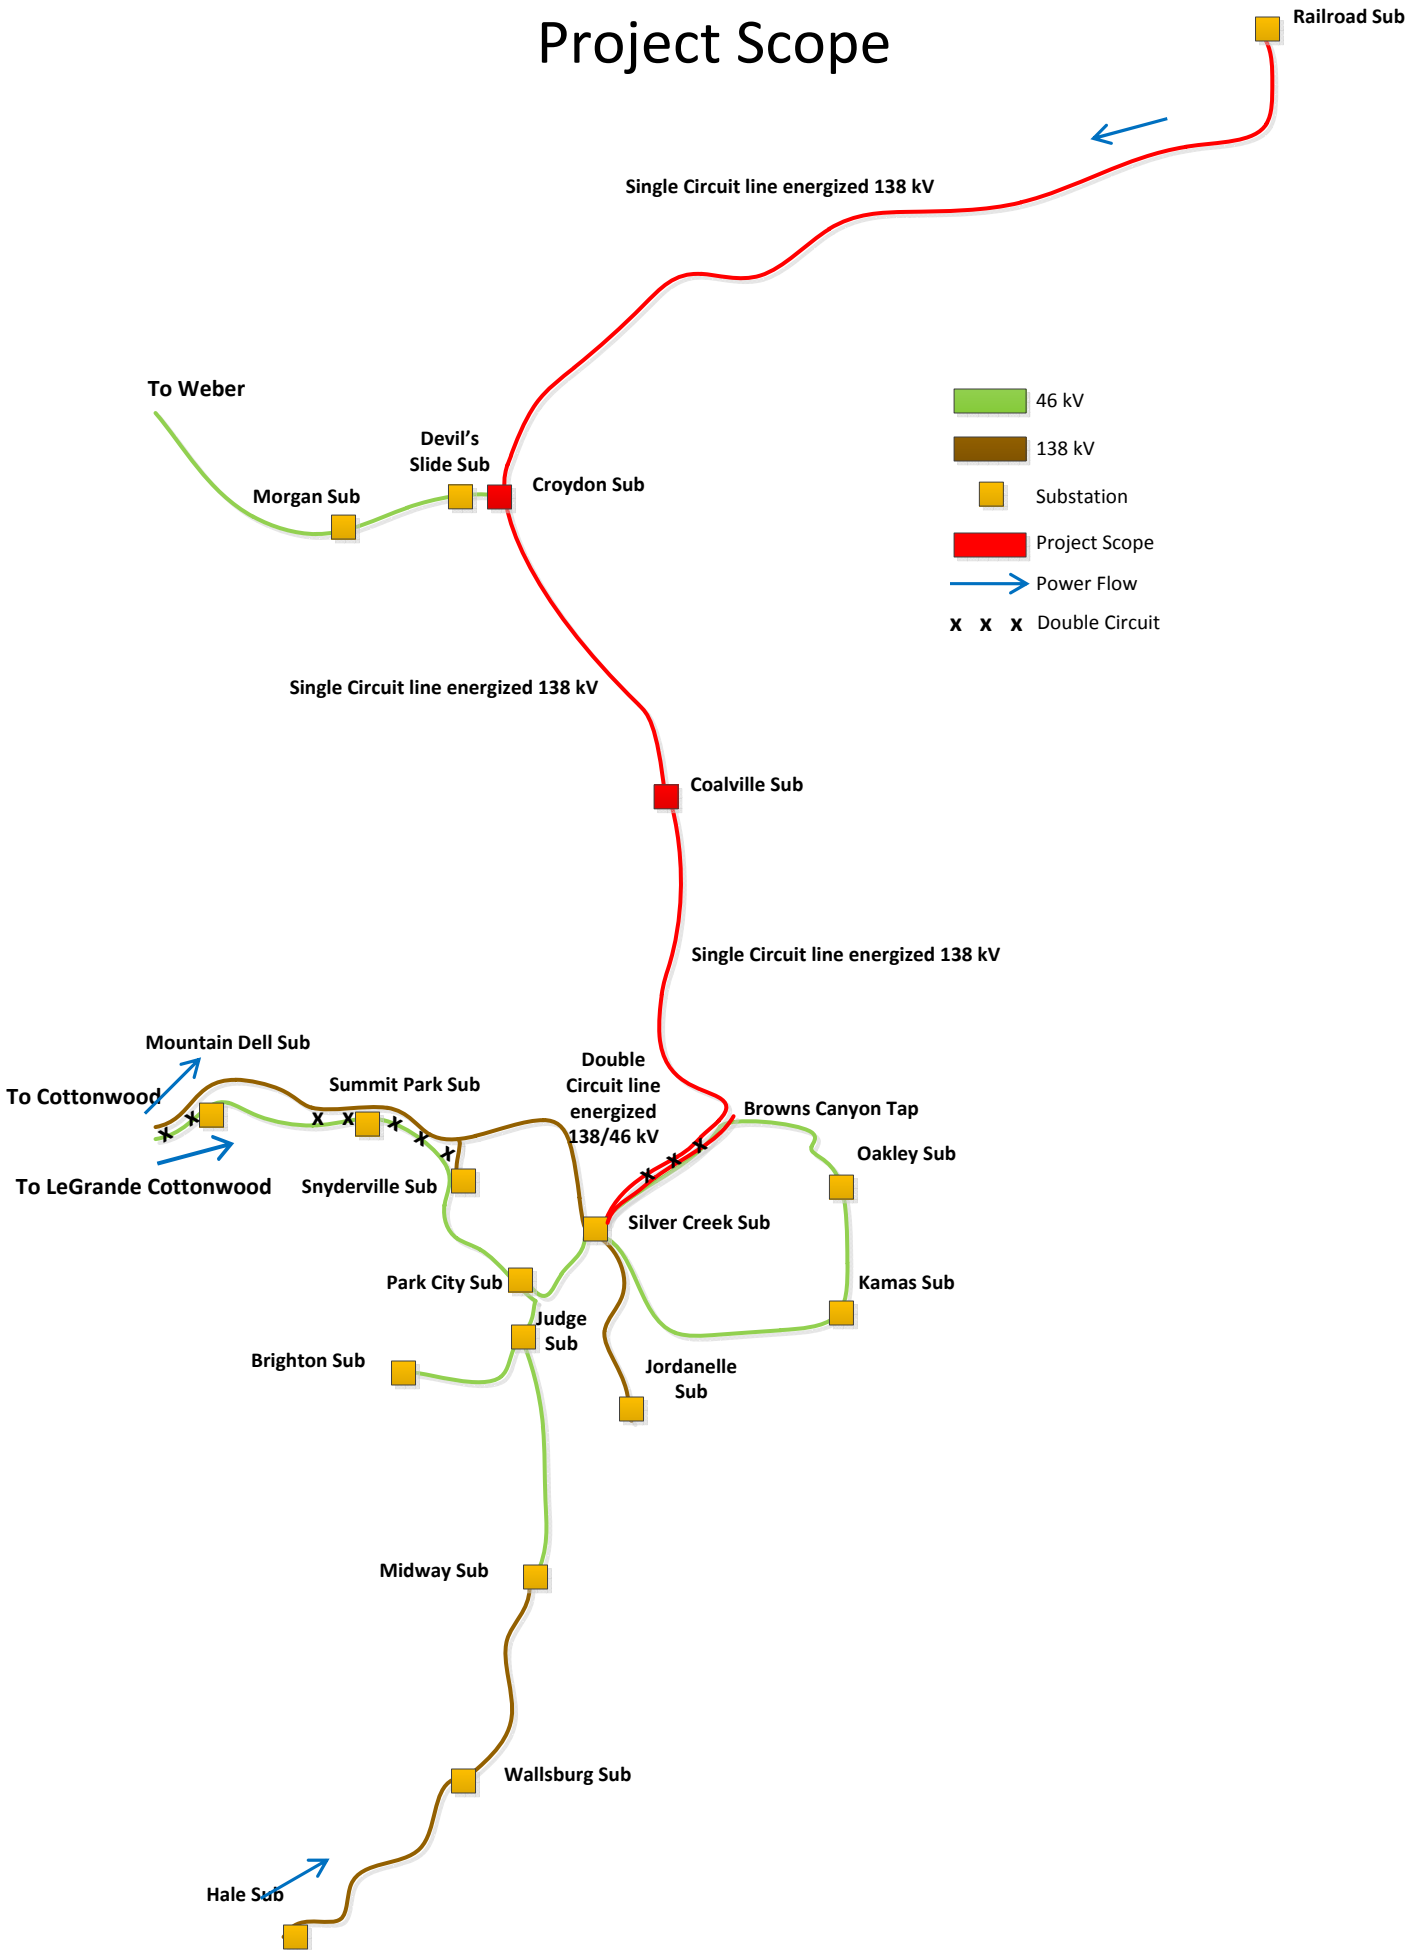 Project Scope
Railroad Sub
Single Circuit line energized 138 kV
To Weber
46 kV
138 kV
Substation
Project Scope
Power Flow
x x x Double Circuit
Devil's
Slide Sub
Morgan Sub
Croydon Sub
Single Circuit line energized 138 kV
Coalville Sub
Single Circuit line energized 138 kV
Mountain Dell Sub
To Cottonwood
Summit Park Sub
Double
Circuit line
energized
138/46 kV
Browns Canyon Tap
x x x x x x x
x x x
Oakley Sub
To LeGrande Cottonwood
Snyderville Sub
Silver Creek Sub
Park City Sub
Kamas Sub
Judge
Sub
Brighton Sub
Jordanelle
Sub
Midway Sub
Wallsburg Sub
Hale Sub